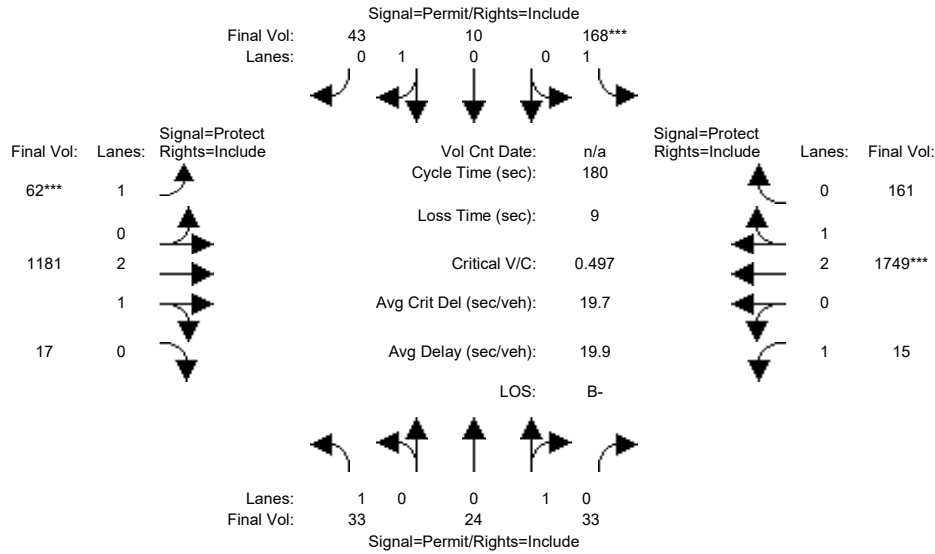 Signal=Permit/Rights=Include
Final Vol: 43 10 168***
Lanes: 0 1 0 0 1
Signal=Protect Signal=Protect
Final Vol: Lanes: Rights=Include Vol Cnt Date: n/a Rights=Include Lanes: Final Vol:
Cycle Time (sec): 180
62*** 1 0 161
Loss Time (sec): 9
0 1
1181 2 Critical V/C: 0.497 2 1749***
1 Avg Crit Del (sec/veh): 19.7 0
17 0 Avg Delay (sec/veh): 19.9 1 15
LOS: B-
Lanes: 1 0 0 1 0
Final Vol: 33 24 33
Signal=Permit/Rights=Include